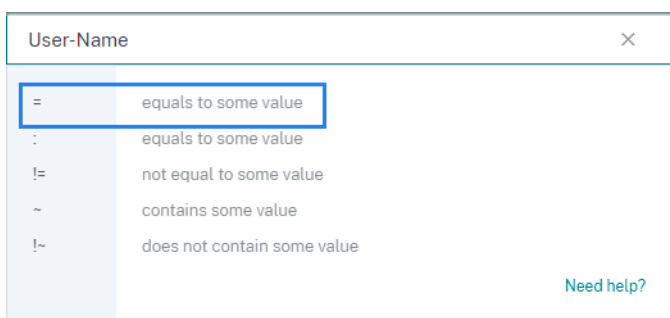 User-Name ×
= equals to some value
: equals to some value
!= not equal to some value
~ contains some value
!~ does not contain some value
Need help?